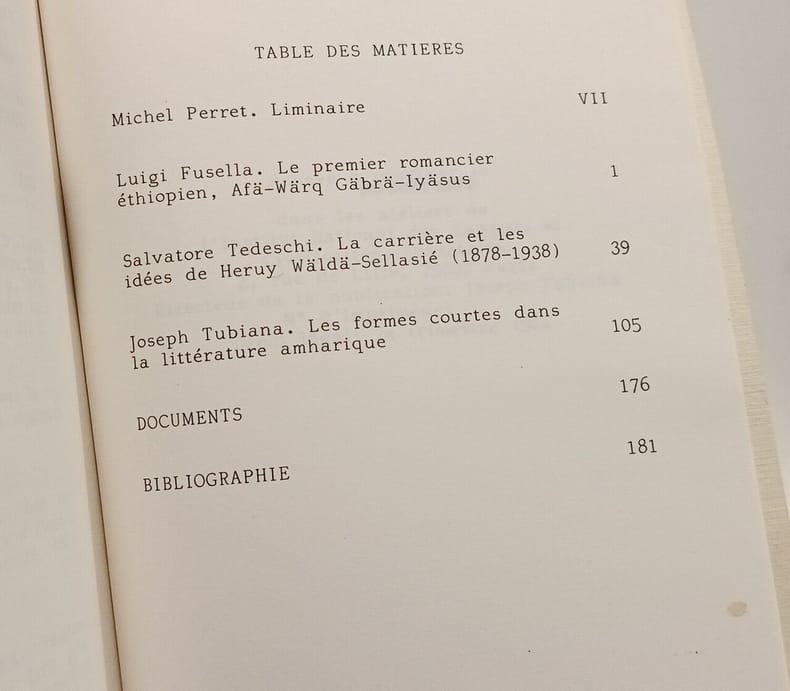 TABLE DES MATIERES
Michel Perret. Liminaire VII
Luigi Fusella. Le premier romancier
éthiopien, Afä-Wärq Gäbrä-Iyäsus 1
Salvatore Tedeschi. La carrière et les
idées de Heruy Wäldä-Sellasié (1878-1938) 39
Joseph Tubiana. Les formes courtes dans
la littérature amharique 105
DOCUMENTS 176
BIBLIOGRAPHIE 181